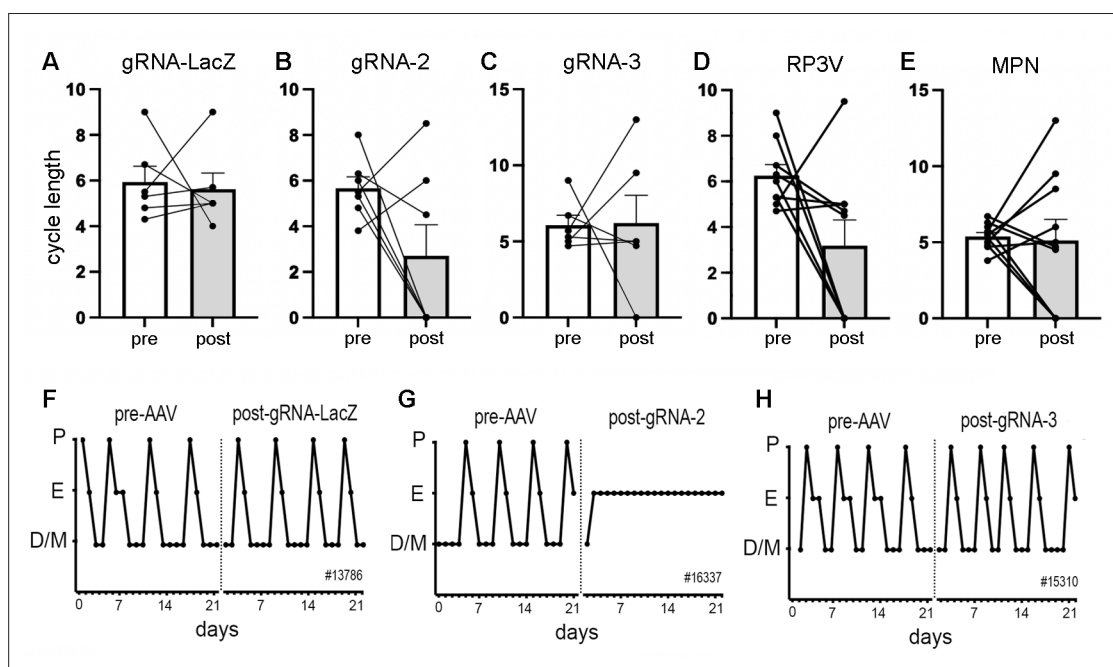 A gRNA-LacZ B gRNA-2 C gRNA-3 D RP3V E MPN
cycle length
10 8 6 4 2 0 pre post
10 8 6 4 2 0 pre post
15 10 5 0 pre post
10 8 6 4 2 0 pre post
15 10 5 0 pre post
F G H
pre-AAV post-gRNA-LacZ
P
E
D/M
#13786
0 7 14 21 7 14 21
days
pre-AAV post-gRNA-2
P
E
D/M
#16337
0 7 14 21 7 14 21
days
pre-AAV post-gRNA-3
P
E
D/M
#15310
0 7 14 21 7 14 21
days